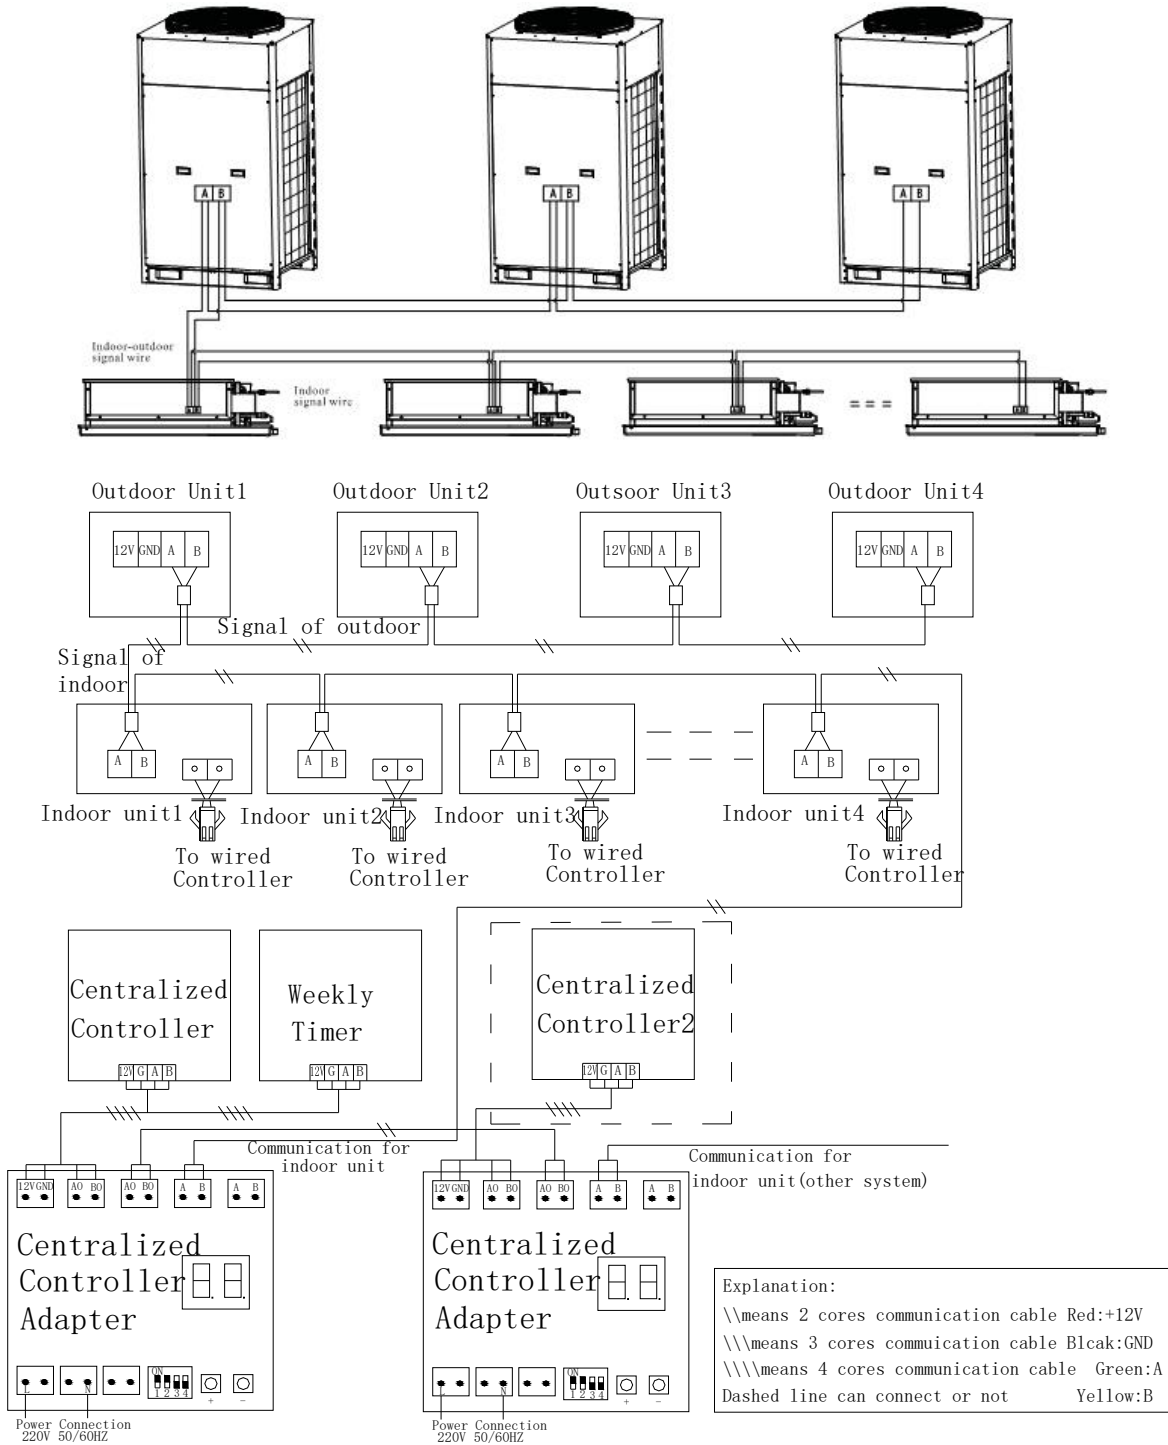 A B
A B
A B
Indoor-outdoor
signal wire
Indoor
signal wire
Outdoor Unit1
Outdoor Unit2
Outsoor Unit3
Outdoor Unit4
12V GND A B
12V GND A B
12V GND A B
12V GND A B
Signal of outdoor
Signal of
indoor
A B
A B
A B
A B
Indoor unit1
Indoor unit2
Indoor unit3
Indoor unit4
To wired
Controller
To wired
Controller
To wired
Controller
To wired
Controller
Centralized
Controller
12V G A B
Weekly
Timer
12V G A B
Centralized
Controller2
12V G A B
Communication for
indoor unit
Communication for
indoor unit(other system)
12V GND AO BO AO BO A B A B
Centralized
Controller
Adapter
L N
ON
1 2 3 4
+ -
Power Connection
220V 50/60HZ
12V GND AO BO AO BO A B A B
Centralized
Controller
Adapter
L N
ON
1 2 3 4
+ -
Power Connection
220V 50/60HZ
Explanation:
\\means 2 cores communication cable Red:+12V
\\\means 3 cores commuication cable Blcak:GND
\\\\means 4 cores communication cable Green:A
Dashed line can connect or not Yellow:B